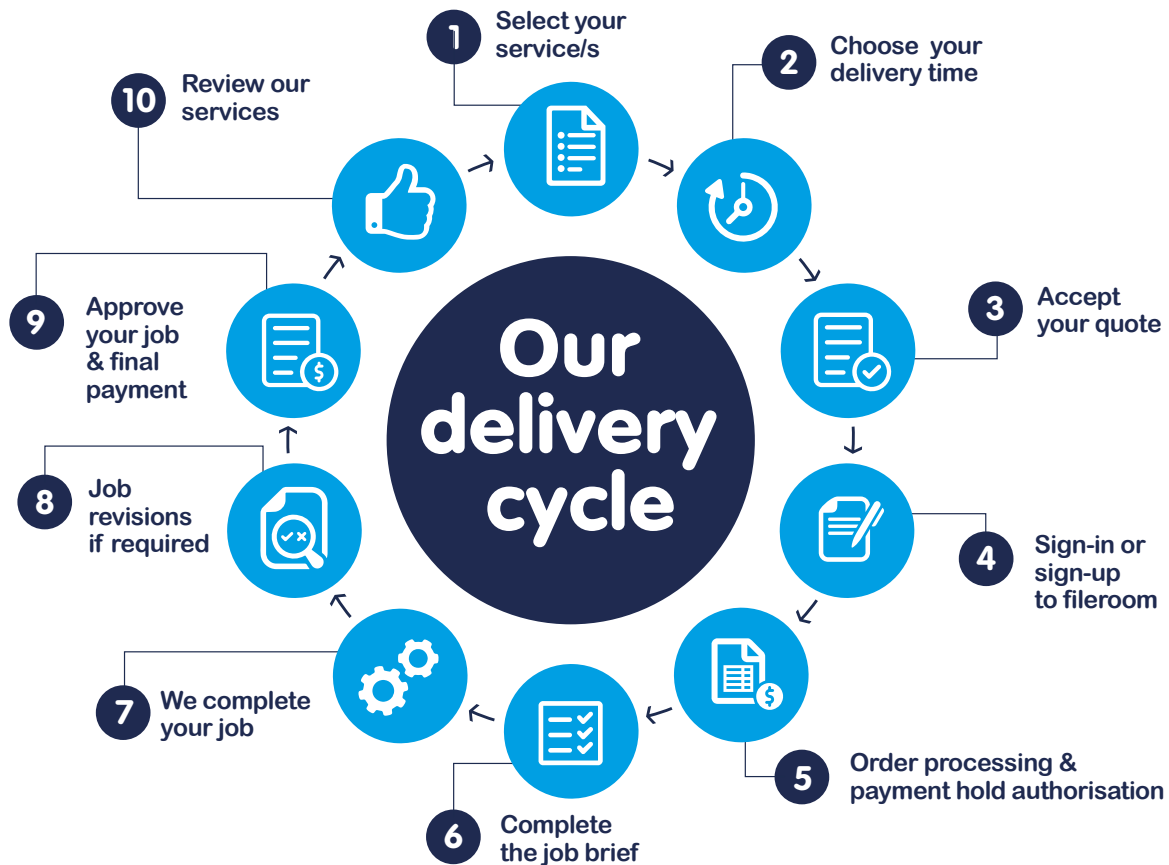 Our
delivery
cycle
1
Select your
service/s
2
Choose your
delivery time
3
Accept
your quote
4
Sign-in or
sign-up
to fileroom
5
Order processing &
payment hold authorisation
6
Complete
the job brief
7
We complete
your job
8
Job
revisions
if required
9
Approve
your job
& final
payment
10
Review our
services
$
$